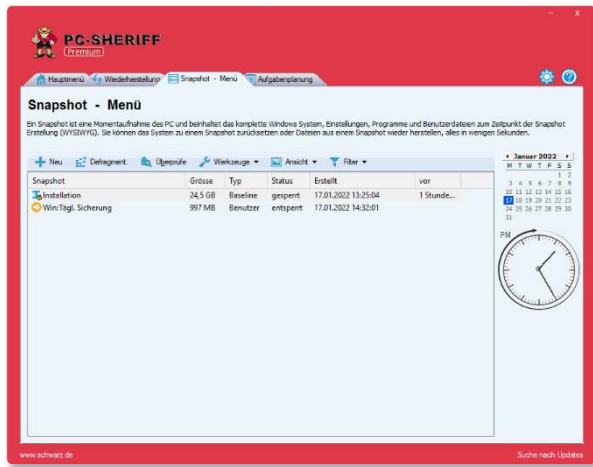 – X
PC-SHERIFF
Premium
Hauptmenü Wiederherstellung Snapshot - Menü Aufgabenplanung
Snapshot - Menü
Ein Snapshot ist eine Momentaufnahme des PC und beinhaltet das komplette Windows System, Einstellungen, Programme und Benutzerdateien zum Zeitpunkt der Snapshot
Erstellung (WYSIWYG). Sie können das System zu einem Snapshot zurücksetzen oder Dateien aus einem Snapshot wieder herstellen, alles in wenigen Sekunden.
Neu Defragment. Überprüfe Werkzeuge Ansicht Filter
Snapshot Grösse Typ Status Erstellt vor
Installetion 24,5 GB Baseline gesperrt 17.01.2022 13:25:04 1 Stunde...
Win:Tägl. Sicherung 997 MB Benutzer entsperrt 17.01.2022 14:32:01
Januar 2022
M T W T F S S
1 2
3 4 5 6 7 8 9
10 11 12 13 14 15 16
17 18 19 20 21 22 23
24 25 26 27 28 29 30
31
PM
www.schwarz.de Suche nach Updates